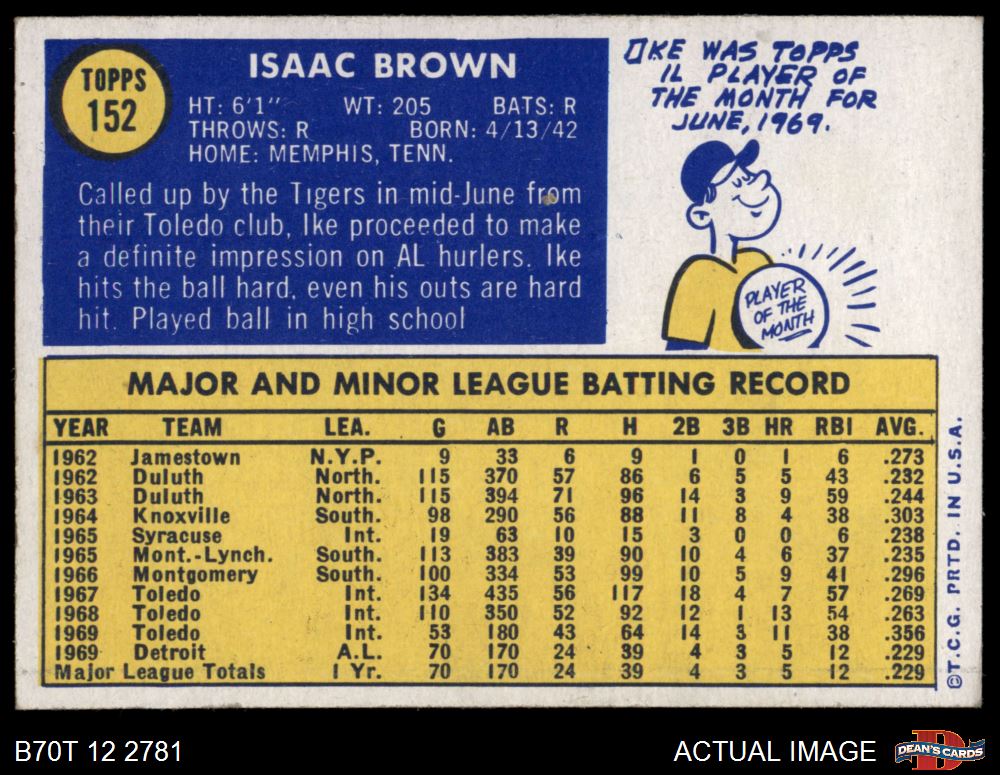 TOPPS
152
ISAAC BROWN
HT: 6'1" WT: 205 BATS: R
THROWS: R BORN: 4/13/42
HOME: MEMPHIS, TENN.
Called up by the Tigers in mid-June from
their Toledo club, Ike proceeded to make
a definite impression on AL hurlers. Ike
hits the ball hard, even his outs are hard
hit. Played ball in high school
IKE WAS TOPPS
IL PLAYER OF
THE MONTH FOR
JUNE, 1969.
PLAYER
OF THE
MONTH
MAJOR AND MINOR LEAGUE BATTING RECORD
YEAR TEAM LEA. G AB R H 2B 3B HR RBI AVG.
1962 Jamestown N.Y.P. 9 33 6 9 1 0 1 6 .273
1962 Duluth North. 115 370 57 86 6 5 5 43 .232
1963 Duluth North. 115 394 71 96 14 3 9 59 .244
1964 Knoxville South. 98 290 56 88 11 8 4 38 .303
1965 Syracuse Int. 19 63 10 15 3 0 0 6 .238
1965 Mont.-Lynch. South. 113 383 39 90 10 4 6 37 .235
1966 Montgomery South. 100 334 53 99 10 5 9 41 .296
1967 Toledo Int. 134 435 56 117 18 4 7 57 .269
1968 Toledo Int. 110 350 52 92 12 1 13 54 .263
1969 Toledo Int. 53 180 43 64 14 3 11 38 .356
1969 Detroit A.L. 70 170 24 39 4 3 5 12 .229
Major League Totals 1 Yr. 70 170 24 39 4 3 5 12 .229
©T.C.G. PRTD. IN U.S.A.
B70T 12 2781
ACTUAL IMAGE
DEAN'S CARDS